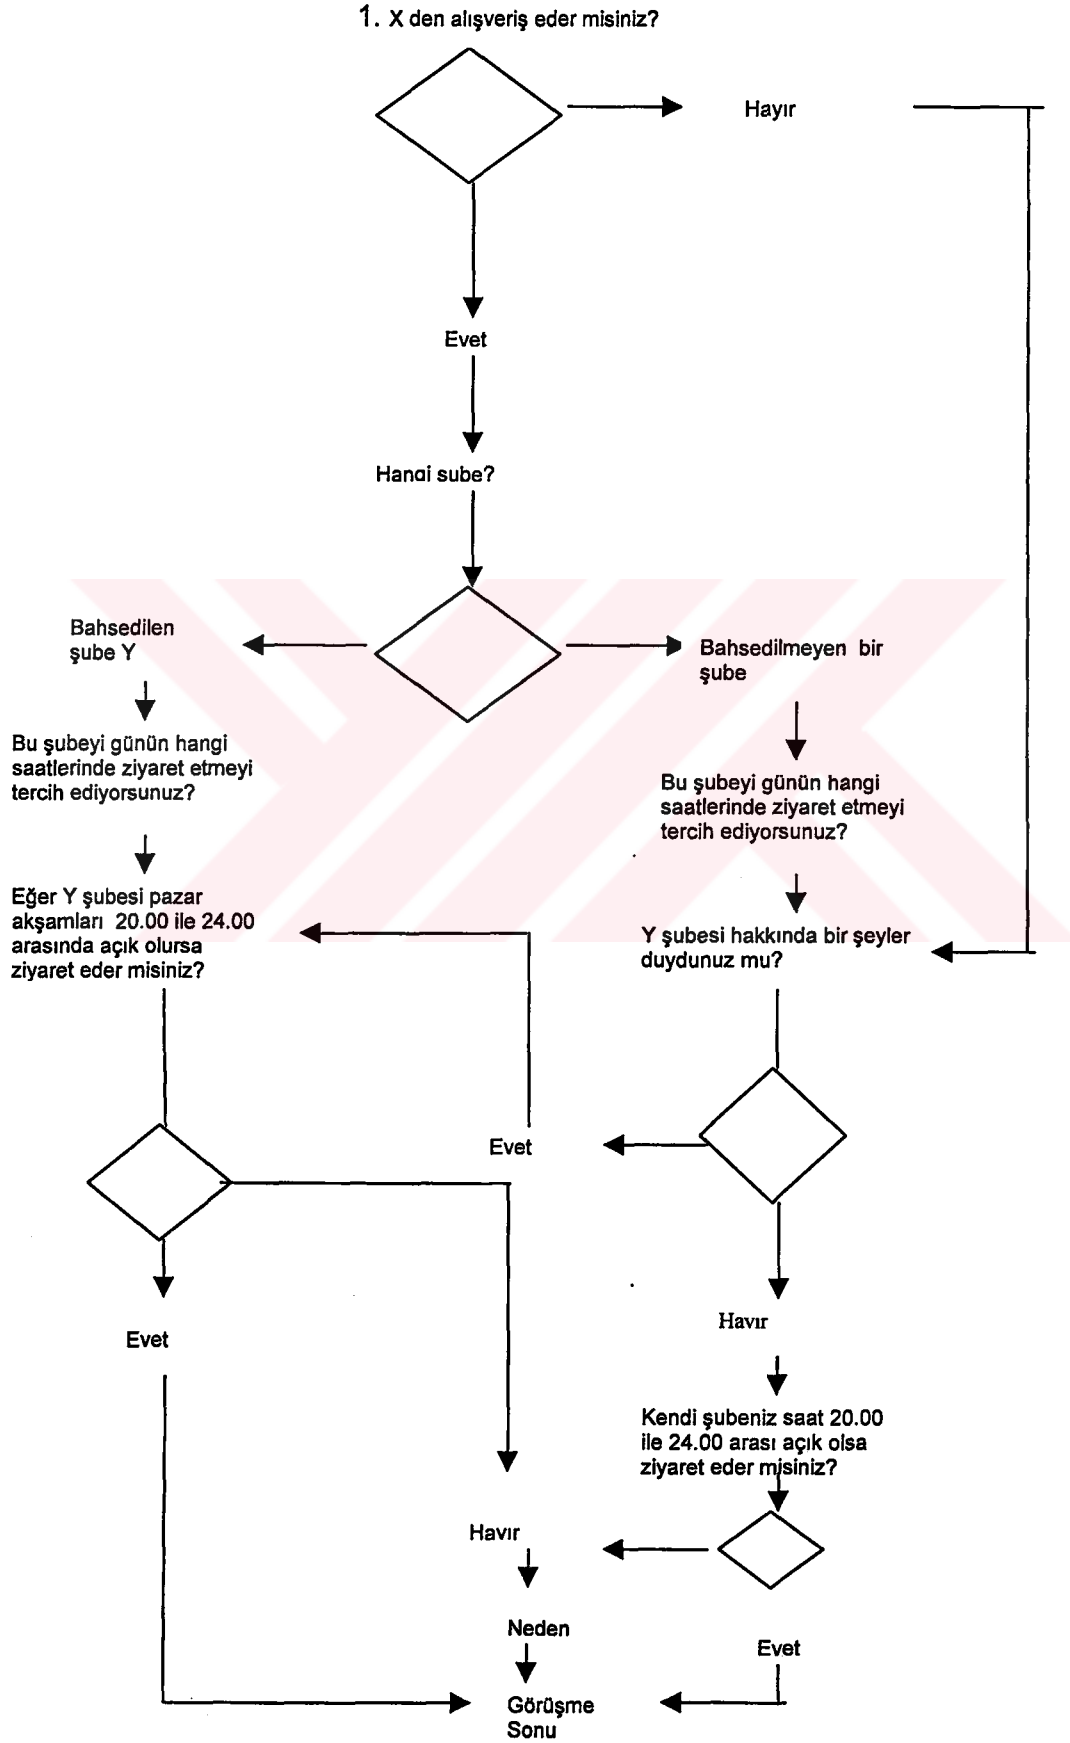 1. X den alışveriş eder misiniz?
Hayır
Evet
Hangi sube?
Bahsedilen
şube Y
Bahsedilmeyen bir
şube
Bu şubeyi günün hangi
saatlerinde ziyaret etmeyi
tercih ediyorsunuz?
Bu şubeyi günün hangi
saatlerinde ziyaret etmeyi
tercih ediyorsunuz?
Eğer Y şubesi pazar
akşamları 20.00 ile 24.00
arasında açık olursa
ziyaret eder misiniz?
Y şubesi hakkında bir şeyler
duydunuz mu?
Evet
Evet
Havır
Kendi şubeniz saat 20.00
ile 24.00 arası açık olsa
ziyaret eder misiniz?
Havır
Neden
Evet
Görüşme
Sonu